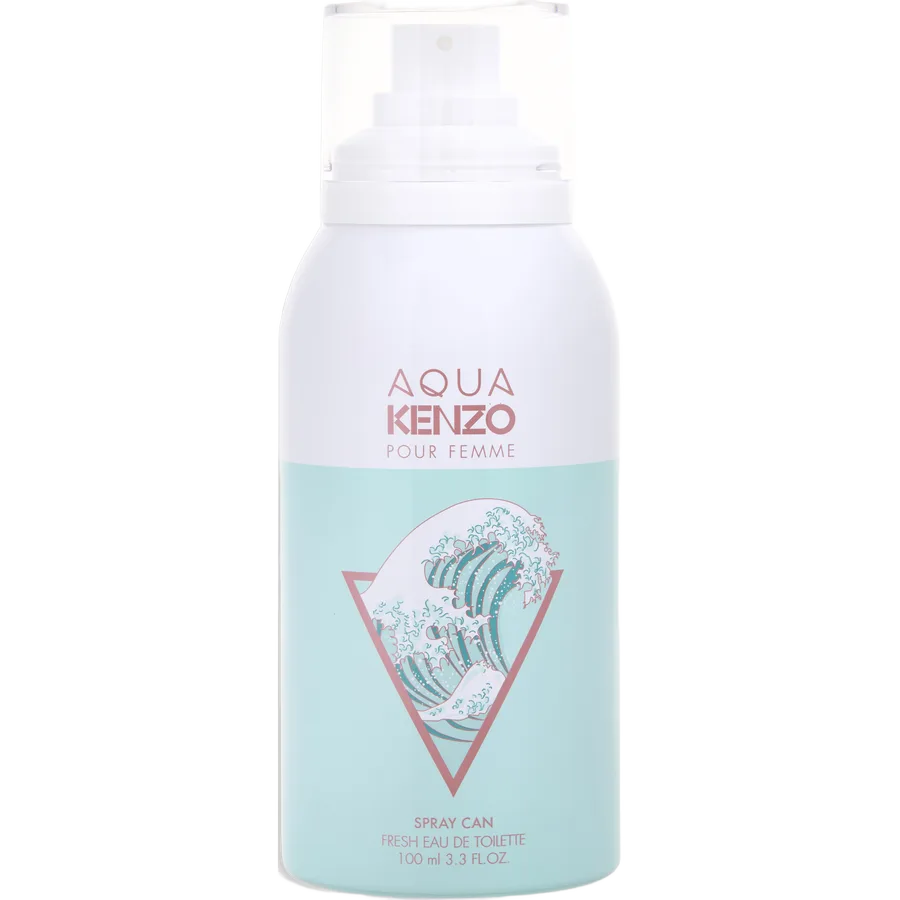 AQUA
KENZO
POUR FEMME
SPRAY CAN
FRESH EAU DE TOILETTE
100 ml 3.3 FL.OZ.